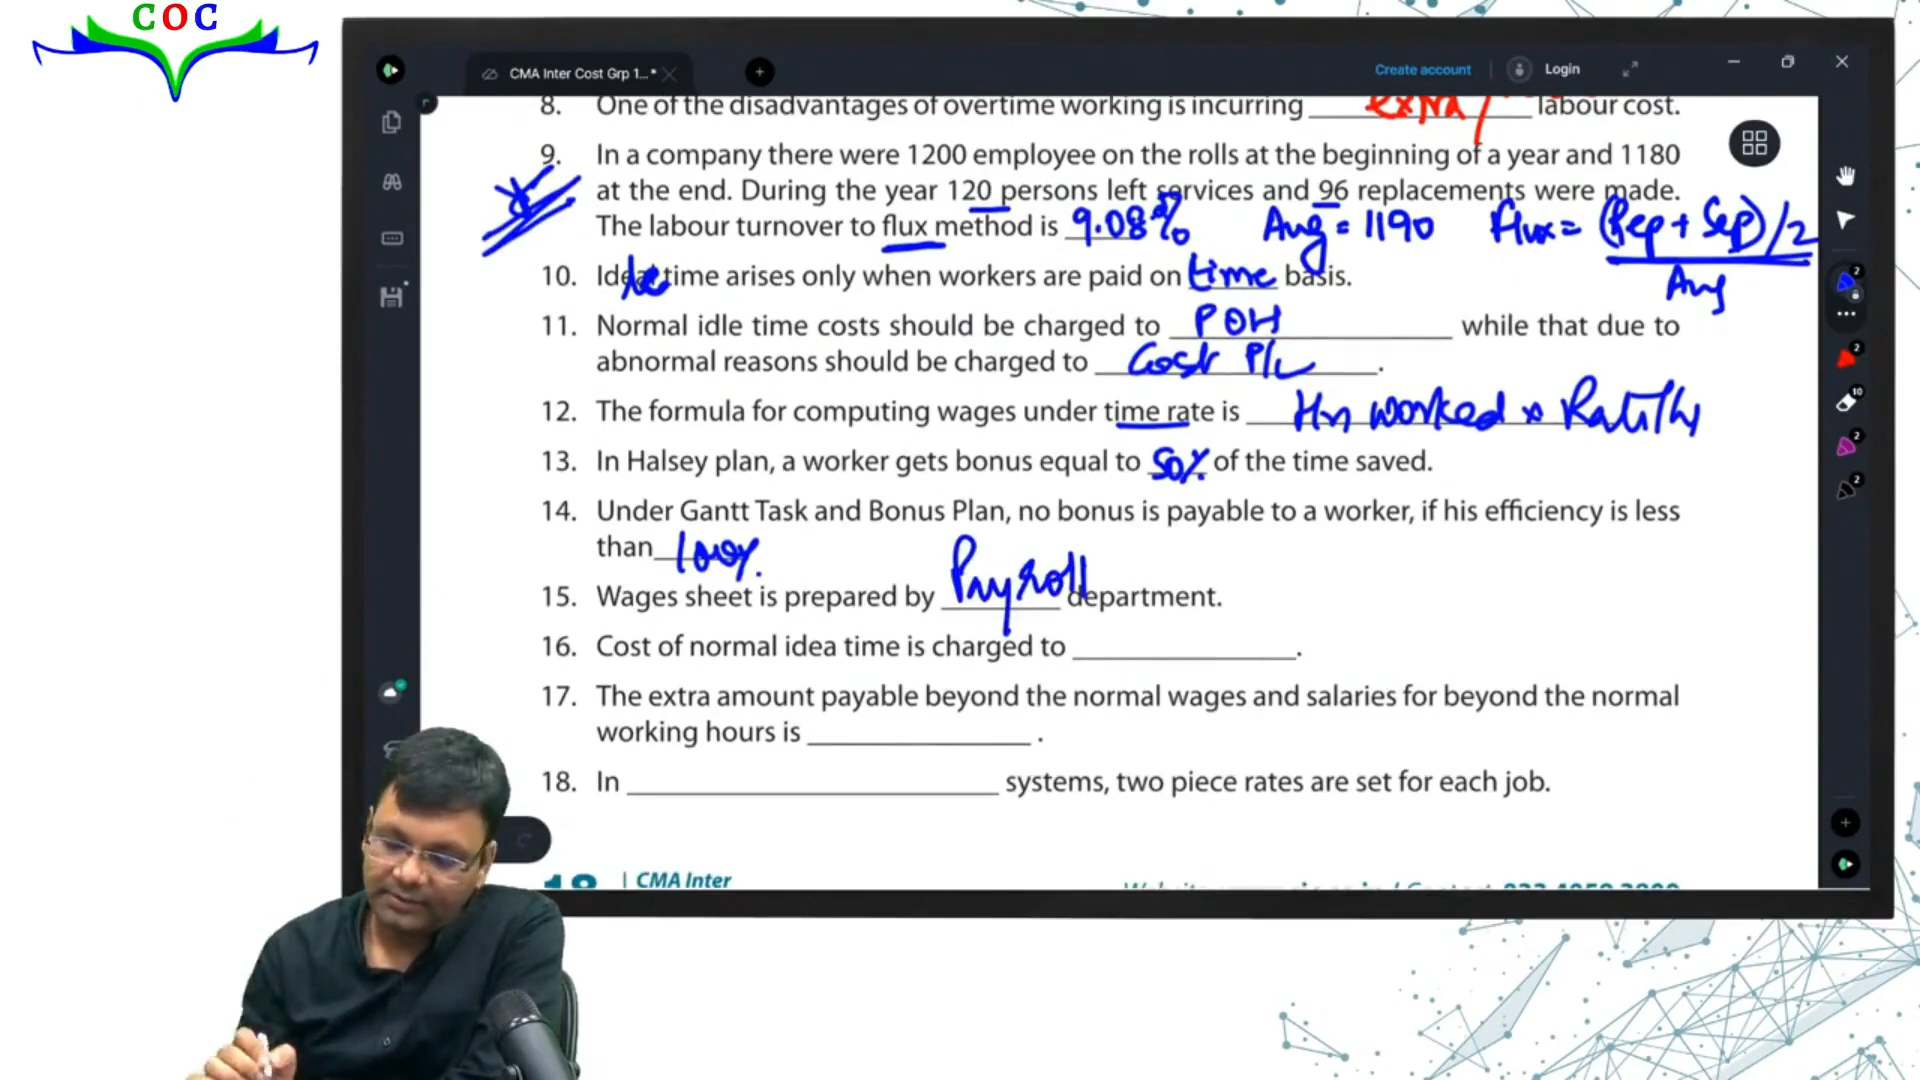 COC
CMA Inter Cost Grp 1...*
Create account
Login
8. One of the disadvantages of overtime working is incurring extra labour cost.
9. In a company there were 1200 employee on the rolls at the beginning of a year and 1180
at the end. During the year 120 persons left services and 96 replacements were made.
The labour turnover to flux method is 9.08% Avg = 1190 Flux = (Rep + Sep)/2
Avg
10. Ideal le time arises only when workers are paid on time basis.
11. Normal idle time costs should be charged to POH while that due to
abnormal reasons should be charged to Cost P/L.
12. The formula for computing wages under time rate is Hrs worked × Rate/Hr
13. In Halsey plan, a worker gets bonus equal to 50% of the time saved.
14. Under Gantt Task and Bonus Plan, no bonus is payable to a worker, if his efficiency is less
than 100%.
15. Wages sheet is prepared by Payroll department.
16. Cost of normal idea time is charged to ____________.
17. The extra amount payable beyond the normal wages and salaries for beyond the normal
working hours is ____________ .
18. In ____________ systems, two piece rates are set for each job.
CMA Inter
2
2
10
2
2